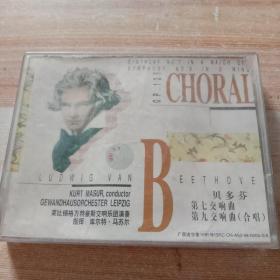 SYMPHONY NO.7 IN A MAJOR OP.
SYMPHONY NO.9 IN D MINOR
OP.125
CHORAL
LUDWIG VAN
BEETHOVE
KURT MASUR, conductor
GEWANDHAUSORCHESTER LEIPZIG
莱比锡格万特豪斯交响乐团演奏
指挥 库尔特·马苏尔
贝多芬
第七交响曲
第九交响曲(合唱)